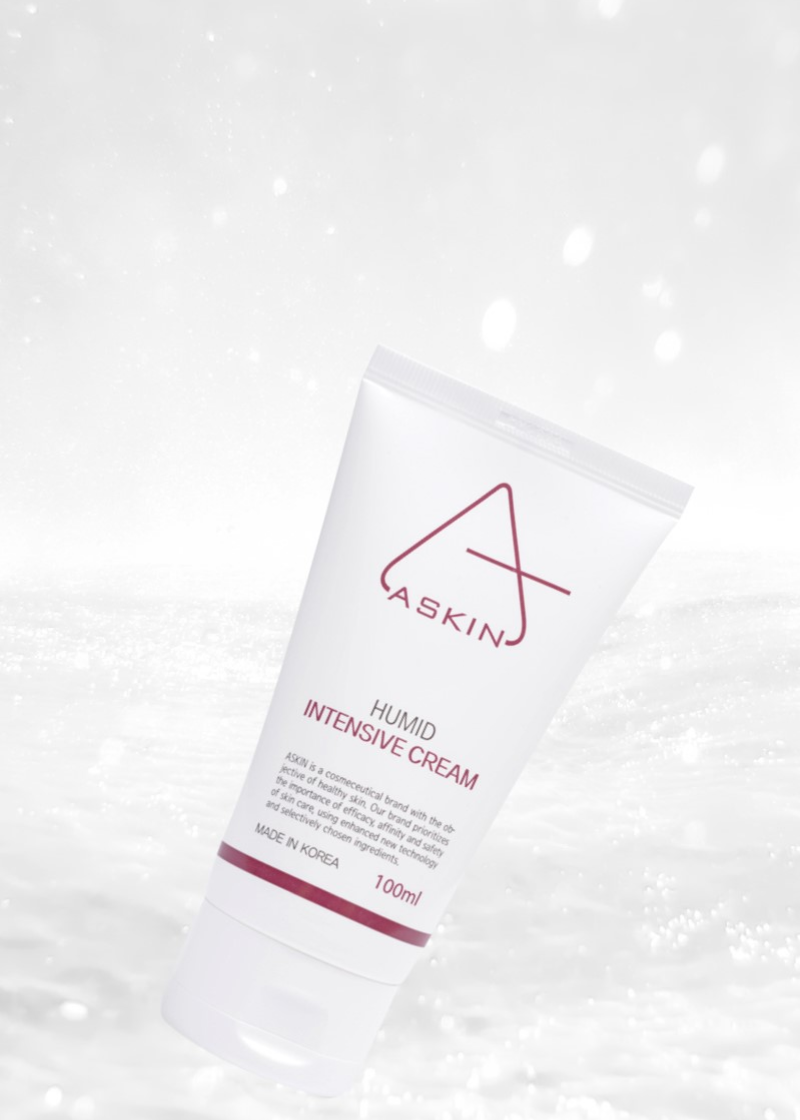 ASKIN
HUMID
INTENSIVE CREAM
ASKIN is a cosmeceutical brand with the ob-
jective of healthy skin. Our brand prioritizes
the importance of efficacy, affinity and safety
of skin care, using enhanced new technology
and selectively chosen ingredients.
MADE IN KOREA
100ml